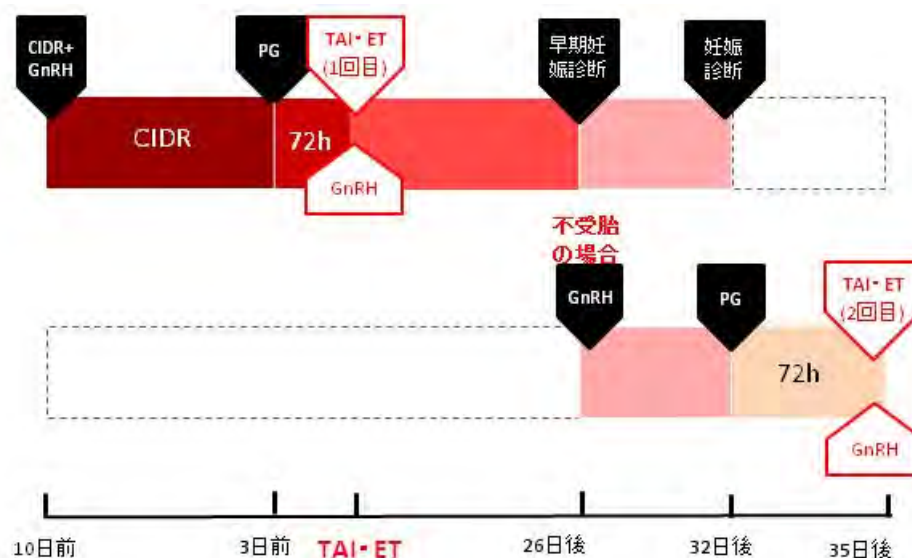 CIDR+
GnRH
PG
TAI・ET
(1回目)
早期妊
娠診断
妊娠
診断
CIDR
72h
GnRH
不受胎
の場合
GnRH
PG
TAI・ET
(2回目)
72h
GnRH
10日前
3日前
TAI・ET
26日後
32日後
35日後